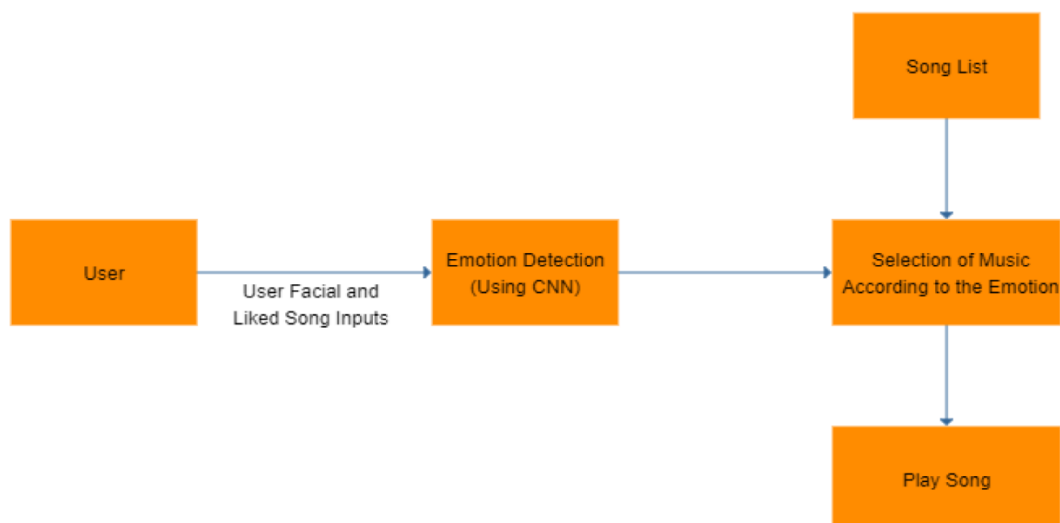 Song List
User
User Facial and
Liked Song Inputs
Emotion Detection
(Using CNN)
Selection of Music
According to the Emotion
Play Song